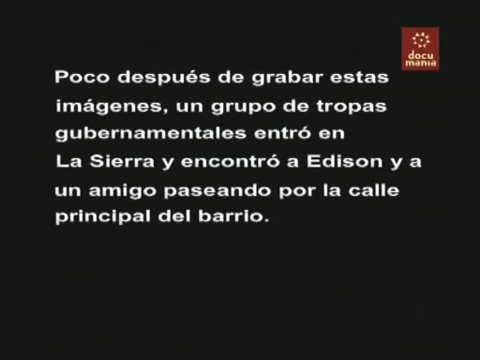 docu
manía
Poco después de grabar estas
imágenes, un grupo de tropas
gubernamentales entró en
La Sierra y encontró a Edison y a
un amigo paseando por la calle
principal del barrio.